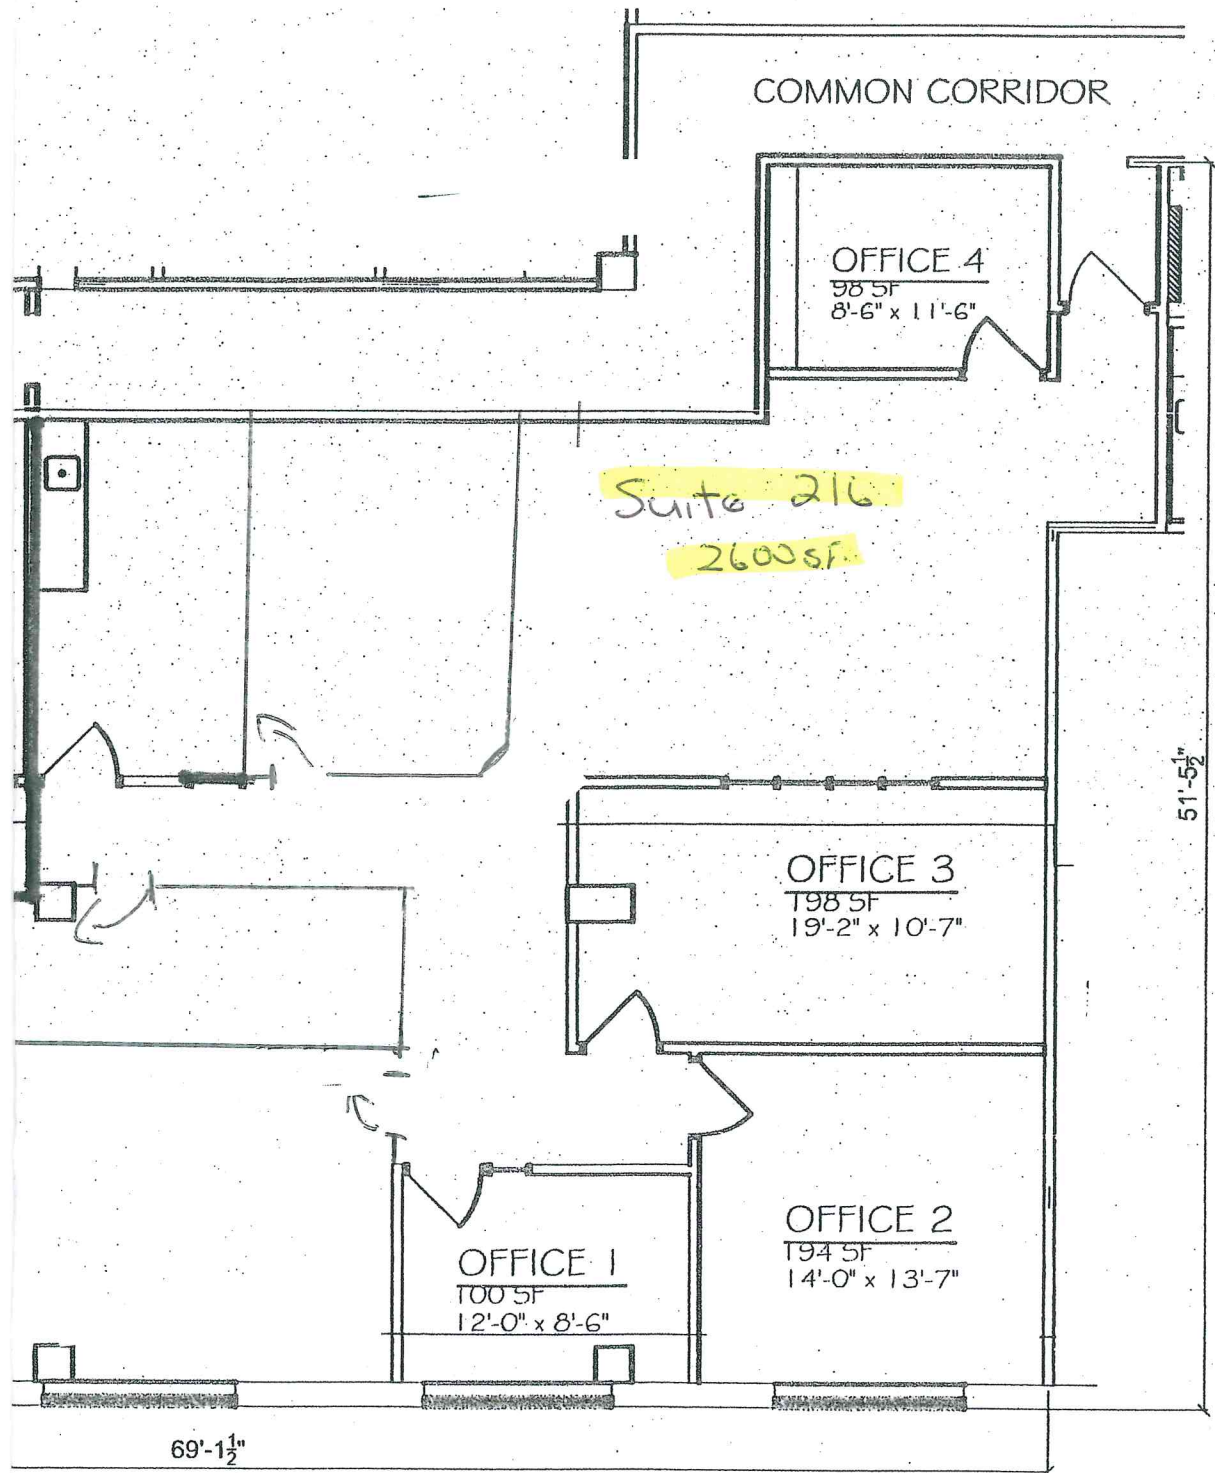 COMMON CORRIDOR
OFFICE 4
98 SF
8'-6" x 11'-6"
Suite 216
2600 SF
51'-5½"
OFFICE 3
198 SF
19'-2" x 10'-7"
OFFICE 2
194 SF
14'-0" x 13'-7"
OFFICE 1
100 SF
12'-0" x 8'-6"
69'-1½"